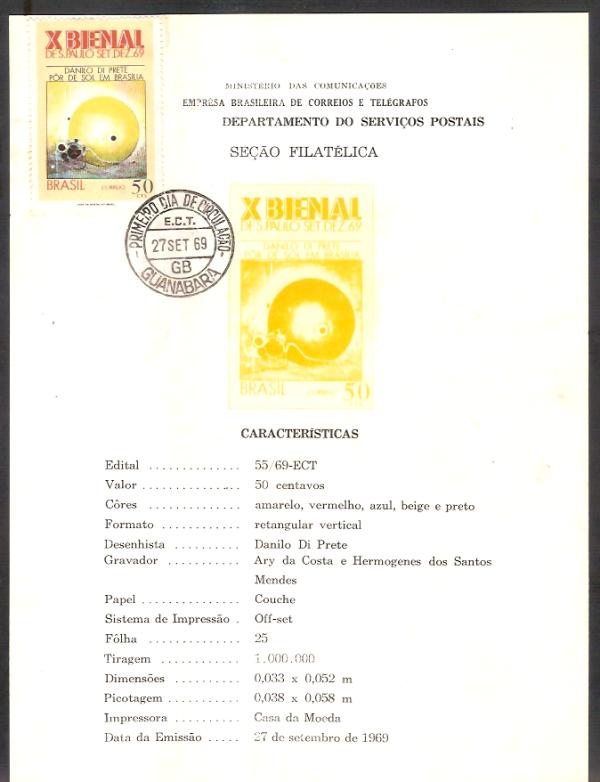 X BIENAL
DE S. PAULO SET. DEZ. 69
DANILO DI PRETE
PÔR DE SOL EM BRASÍLIA
BRASIL CORREIO 50
CTS
MINISTÉRIO DAS COMUNICAÇÕES
EMPRÊSA BRASILEIRA DE CORREIOS E TELÉGRAFOS
DEPARTAMENTO DO SERVIÇOS POSTAIS
SEÇÃO FILATÉLICA
- PRIMEIRO DIA DE CIRCULAÇÃO -
E.C.T.
27 SET 69
GB
GUANABARA
X BIENAL
DE S. PAULO SET. DEZ. 69
DANILO DI PRETE
PÔR DE SOL EM BRASÍLIA
BRASIL CORREIO 50
CTS
CARACTERÍSTICAS
Edital .............. 55/69-ECT
Valor ............... 50 centavos
Côres .............. amarelo, vermelho, azul, beige e preto
Formato ............ retangular vertical
Desenhista .......... Danilo Di Prete
Gravador ........... Ary da Costa e Hermogenes dos Santos
Mendes
Papel ............... Couche
Sistema de Impressão . Off-set
Fôlha .............. 25
Tiragem ............ 1.000.000
Dimensões .......... 0,033 x 0,052 m
Picotagem ........... 0,038 x 0,058 m
Impressora .......... Casa da Moeda
Data da Emissão ..... 27 de setembro de 1969